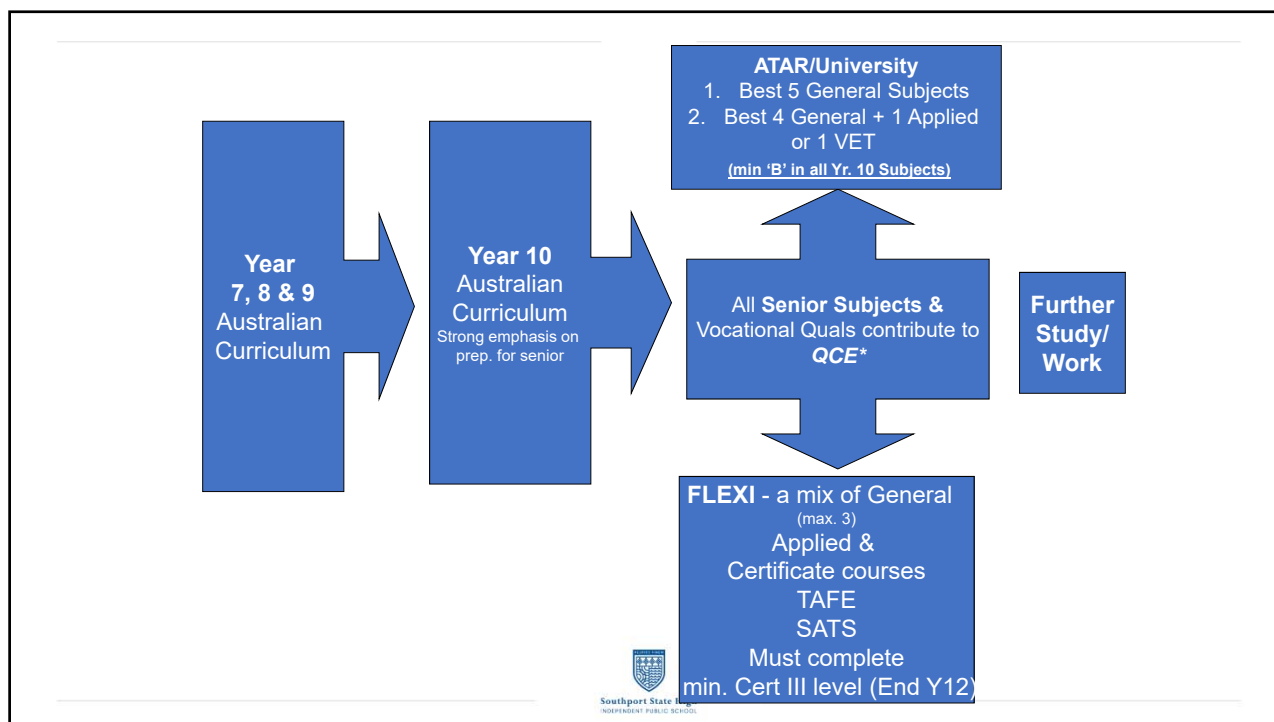 Year
7, 8 & 9
Australian
Curriculum
Year 10
Australian
Curriculum
Strong emphasis on
prep. for senior
ATAR/University
1. Best 5 General Subjects
2. Best 4 General + 1 Applied
or 1 VET
(min ‘B’ in all Yr. 10 Subjects)
All Senior Subjects &
Vocational Quals contribute to
QCE*
Further
Study/
Work
FLEXI - a mix of General
(max. 3)
Applied &
Certificate courses
TAFE
SATS
Must complete
min. Cert III level (End Y12)
Southport State
INDEPENDENT PUBLIC SCHOOL